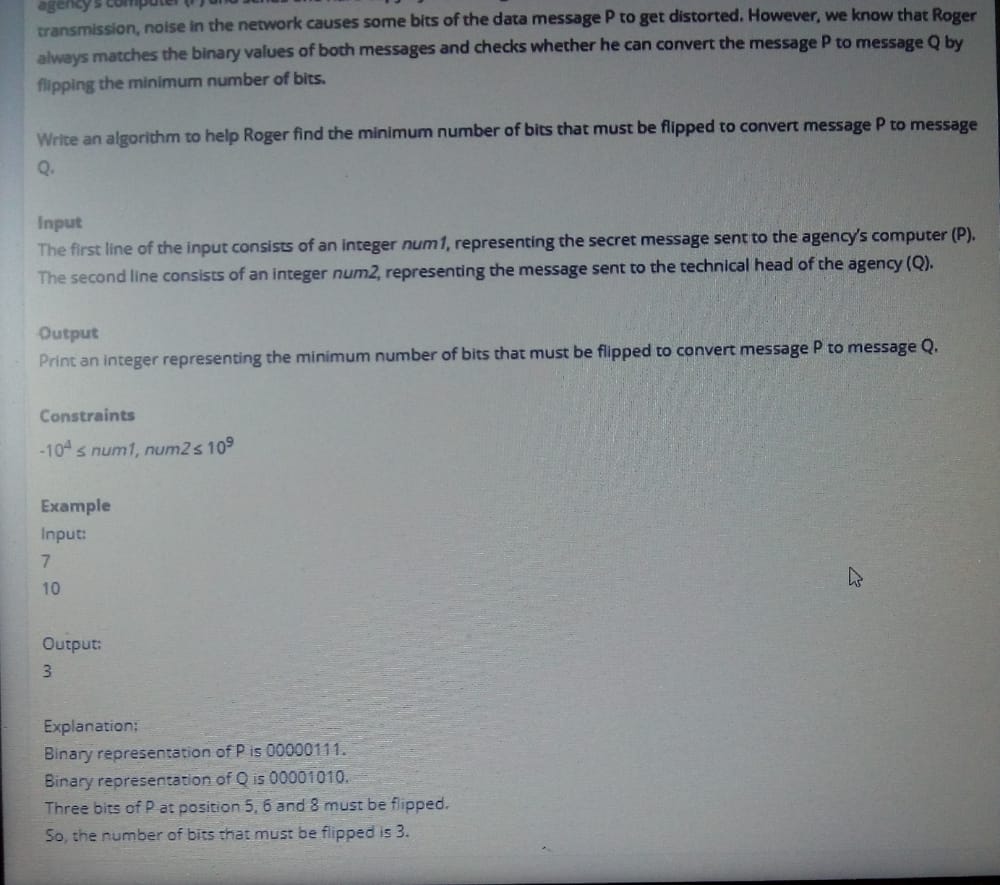 agency's computer (P) and sends
transmission, noise in the network causes some bits of the data message P to get distorted. However, we know that Roger
always matches the binary values of both messages and checks whether he can convert the message P to message Q by
flipping the minimum number of bits.
Write an algorithm to help Roger find the minimum number of bits that must be flipped to convert message P to message
Q.
Input
The first line of the input consists of an integer num1, representing the secret message sent to the agency's computer (P).
The second line consists of an integer num2, representing the message sent to the technical head of the agency (Q).
Output
Print an integer representing the minimum number of bits that must be flipped to convert message P to message Q.
Constraints
-10⁴ ≤ num1, num2 ≤ 10⁹
Example
Input:
7
10
Output:
3
Explanation:
Binary representation of P is 00000111.
Binary representation of Q is 00001010.
Three bits of P at position 5, 6 and 8 must be flipped.
So, the number of bits that must be flipped is 3.